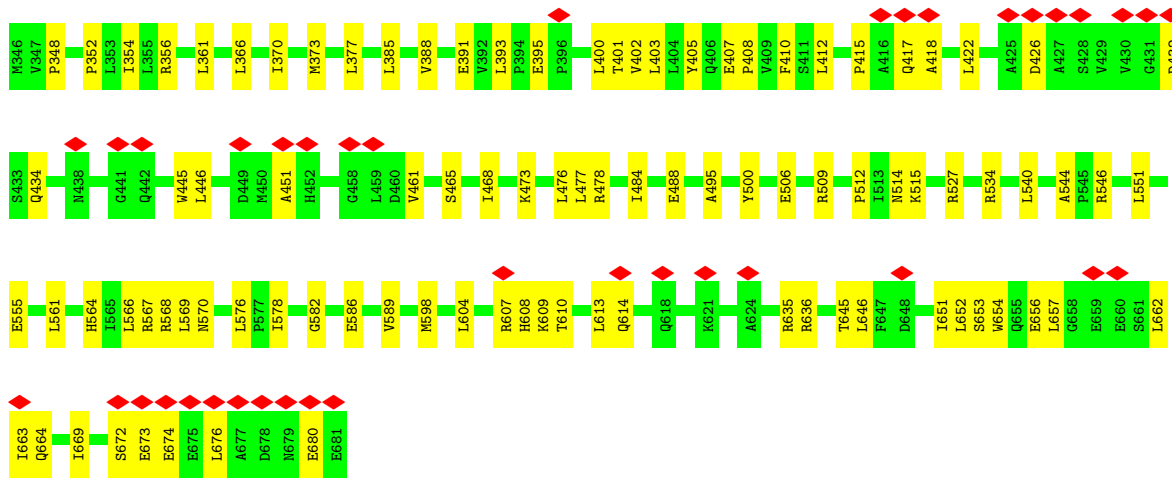 M346 V347 P348 P352 L353 I354 L355 R356 L361 L366 I370 M373 L377 L385 V388 E391 V392 L393 P394 E395 P396 L400 T401 V402 L403 L404 Y405 Q406 E407 P408 V409 F410 S411 L412 P415 A416 Q417 A418 L422 A425 D426 A427 S428 V429 V430 G431
S433 Q434 N438 G441 Q442 W445 L446 D449 M450 A451 H452 G458 L459 D460 V461 S465 I468 K473 L476 L477 R478 I484 E488 A495 Y500 E506 R509 P512 I513 N514 K515 R527 R534 L540 A544 P545 R546 L551
E555 L561 H564 I565 L566 R567 R568 L569 N570 L576 P577 I578 G582 E586 V589 M598 L604 R607 H608 K609 T610 L613 Q614 Q618 K621 A624 R635 R636 T645 L646 F647 D648 I651 L652 S653 W654 Q655 E656 L657 G658 E659 E660 S661 L662
I663 Q664 I669 S672 E673 E674 E675 L676 A677 D678 N679 E680 E681